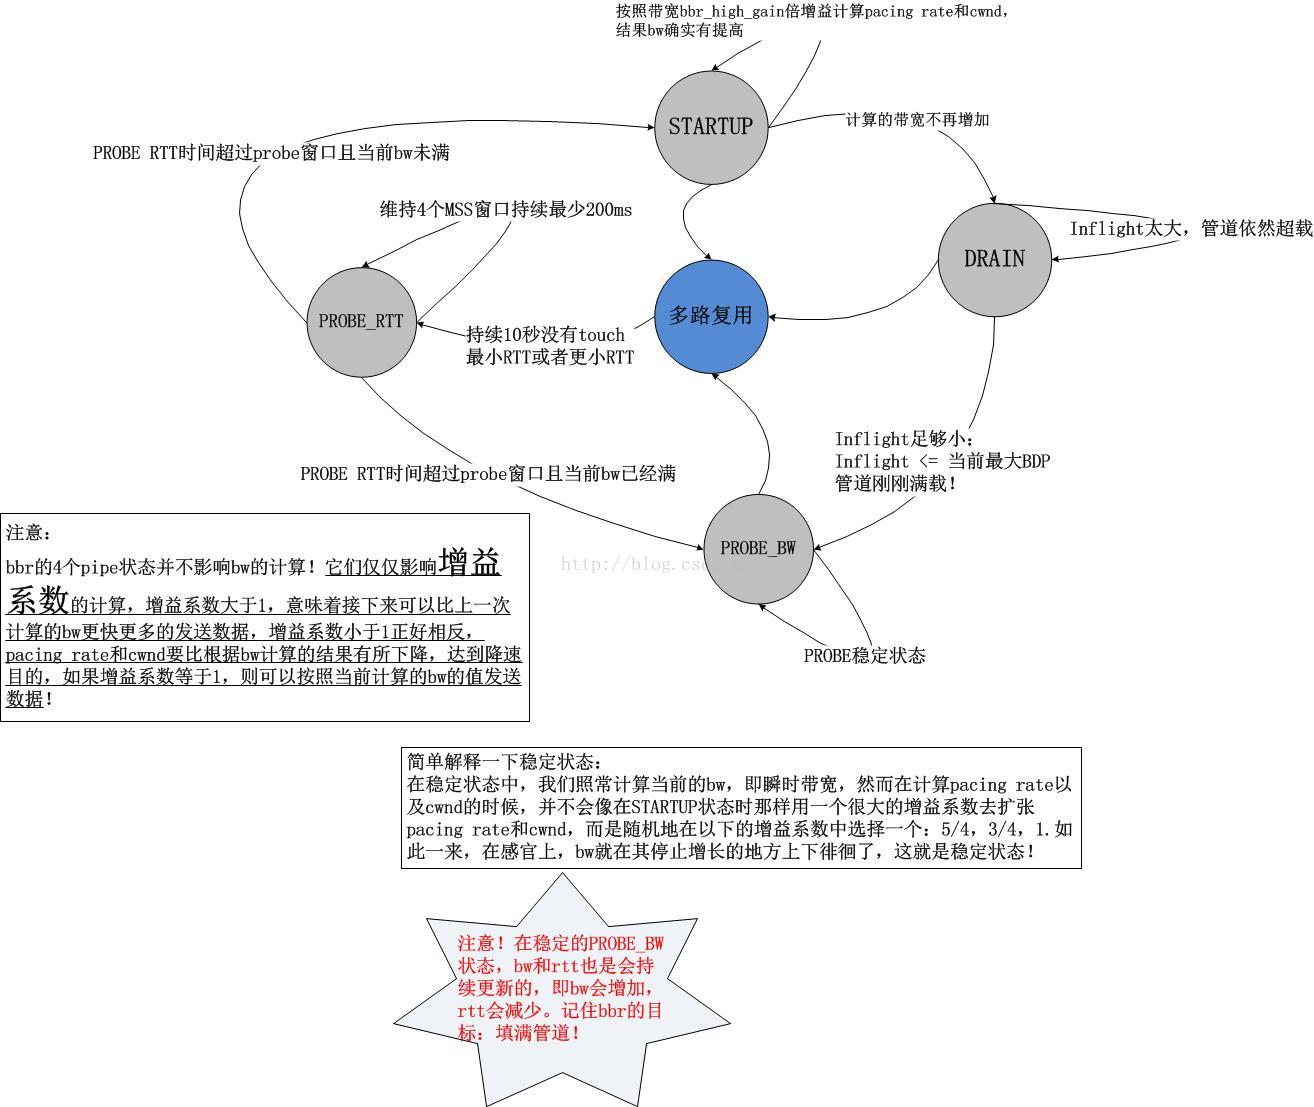 按照带宽bbr_high_gain倍增益计算pacing rate和cwnd，
结果bw确实有提高
STARTUP
计算的带宽不再增加
PROBE RTT时间超过probe窗口且当前bw未满
维持4个MSS窗口持续最少200ms
Inflight太大，管道依然超载
DRAIN
PROBE_RTT
多路复用
持续10秒没有touch
最小RTT或者更小RTT
Inflight足够小：
Inflight <= 当前最大BDP
管道刚刚满载！
PROBE RTT时间超过probe窗口且当前bw已经满
PROBE_BW
http://blog.csdn.net/
PROBE稳定状态
注意：
bbr的4个pipe状态并不影响bw的计算！它们仅仅影响增益
系数的计算，增益系数大于1，意味着接下来可以比上一次
计算的bw更快更多的发送数据，增益系数小于1正好相反，
pacing rate和cwnd要比根据bw计算的结果有所下降，达到降速
目的，如果增益系数等于1，则可以按照当前计算的bw的值发送
数据！
简单解释一下稳定状态：
在稳定状态中，我们照常计算当前的bw，即瞬时带宽，然而在计算pacing rate以
及cwnd的时候，并不会像在STARTUP状态时那样用一个很大的增益系数去扩张
pacing rate和cwnd，而是随机地在以下的增益系数中选择一个：5/4，3/4，1.如
此一来，在感官上，bw就在其停止增长的地方上下徘徊了，这就是稳定状态！
注意！在稳定的PROBE_BW
状态，bw和rtt也是会持
续更新的，即bw会增加，
rtt会减少。记住bbr的目
标：填满管道！